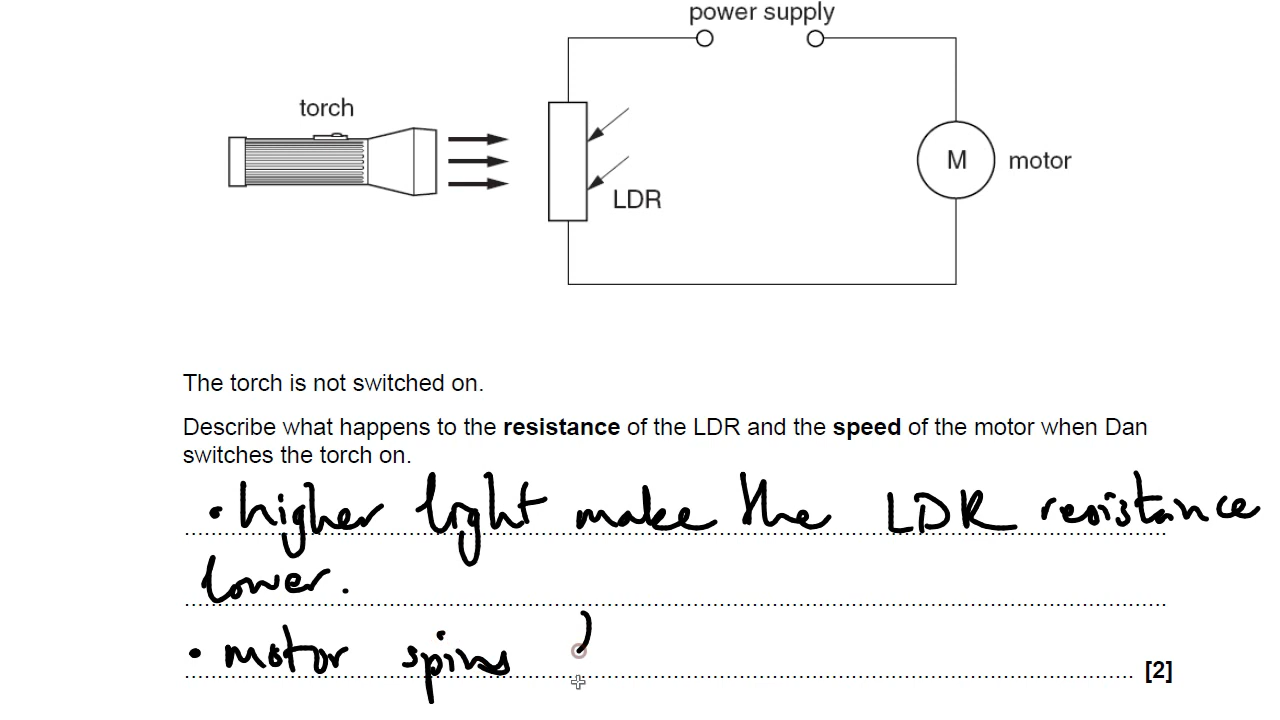 power supply
torch
M
motor
LDR
The torch is not switched on.
Describe what happens to the resistance of the LDR and the speed of the motor when Dan
switches the torch on.
• higher light make the LDR resistance
lower.
• motor spins
[2]